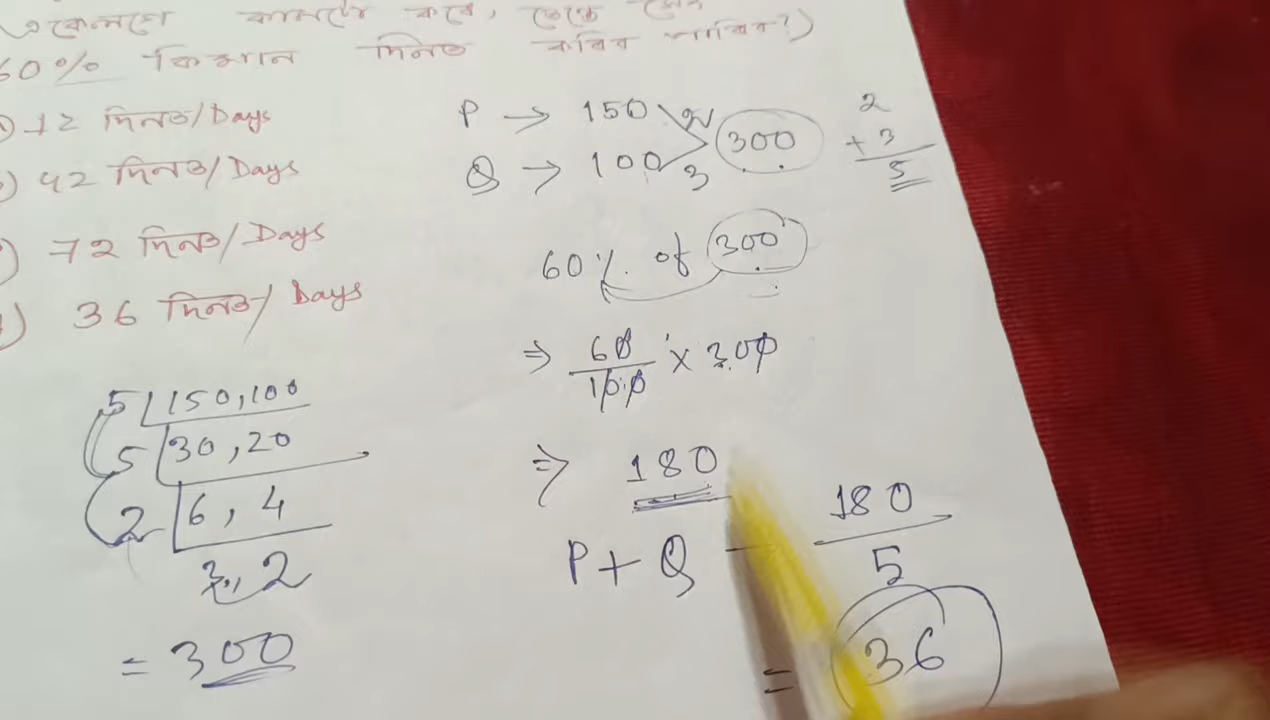 60% কিমান দিনত কৰিব পাৰিব?)
12 দিনত/Days
42 দিনত/Days
72 দিনত/Days
36 দিনত/Days
P → 150 2
Q → 100 3
300
2
+ 3
5
60% of 300
⇒ 60/100 × 300
⇒ 180
P + Q → 180/5
= 36
5 | 150, 100
5 | 30, 20
2 | 6, 4
3, 2
= 300